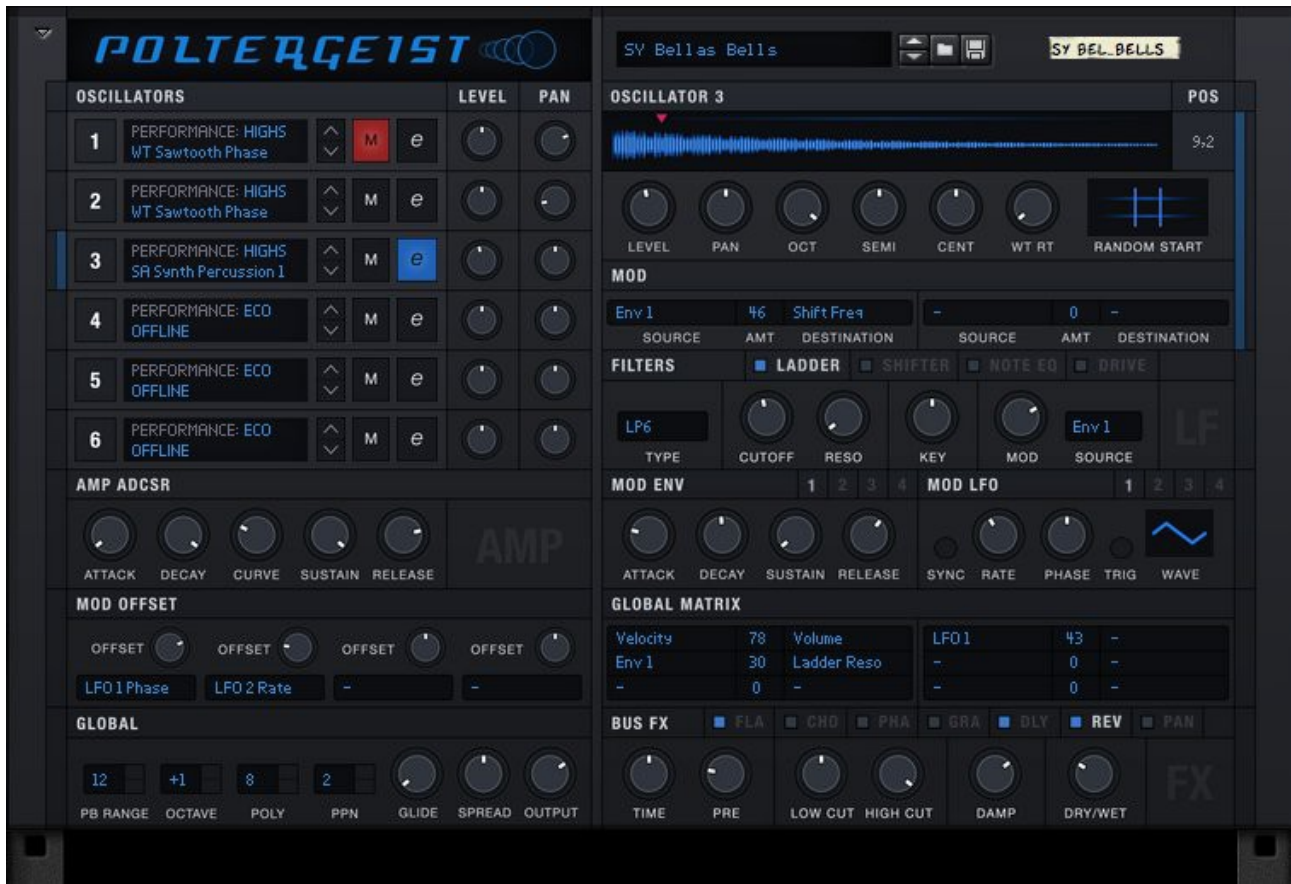 POLTERGEIST
SY Bellas Bells
SY BEL_BELLS
OSCILLATORS LEVEL PAN
1 PERFORMANCE: HIGHS M e
WT Sawtooth Phase
2 PERFORMANCE: HIGHS M e
WT Sawtooth Phase
3 PERFORMANCE: HIGHS M e
SA Synth Percussion 1
4 PERFORMANCE: ECO M e
OFFLINE
5 PERFORMANCE: ECO M e
OFFLINE
6 PERFORMANCE: ECO M e
OFFLINE
AMP ADCSR
AMP
ATTACK DECAY CURVE SUSTAIN RELEASE
MOD OFFSET
OFFSET OFFSET OFFSET OFFSET
LFO 1 Phase LFO 2 Rate - -
GLOBAL
12 +1 8 2
PB RANGE OCTAVE POLY PPN GLIDE SPREAD OUTPUT
OSCILLATOR 3 POS
9,2
LEVEL PAN OCT SEMI CENT WT RT RANDOM START
MOD
Env 1 46 Shift Freq - 0 -
SOURCE AMT DESTINATION SOURCE AMT DESTINATION
FILTERS LADDER SHIFTER NOTE EQ DRIVE
LP6 Env 1 LF
TYPE CUTOFF RESO KEY MOD SOURCE
MOD ENV 1 2 3 4 MOD LFO 1 2 3 4
ATTACK DECAY SUSTAIN RELEASE SYNC RATE PHASE TRIG WAVE
GLOBAL MATRIX
Velocity 78 Volume LFO 1 43 -
Env 1 30 Ladder Reso - 0 -
- 0 - - 0 -
BUS FX FLA CHO PHA GRA DLY REV PAN
FX
TIME PRE LOW CUT HIGH CUT DAMP DRY/WET